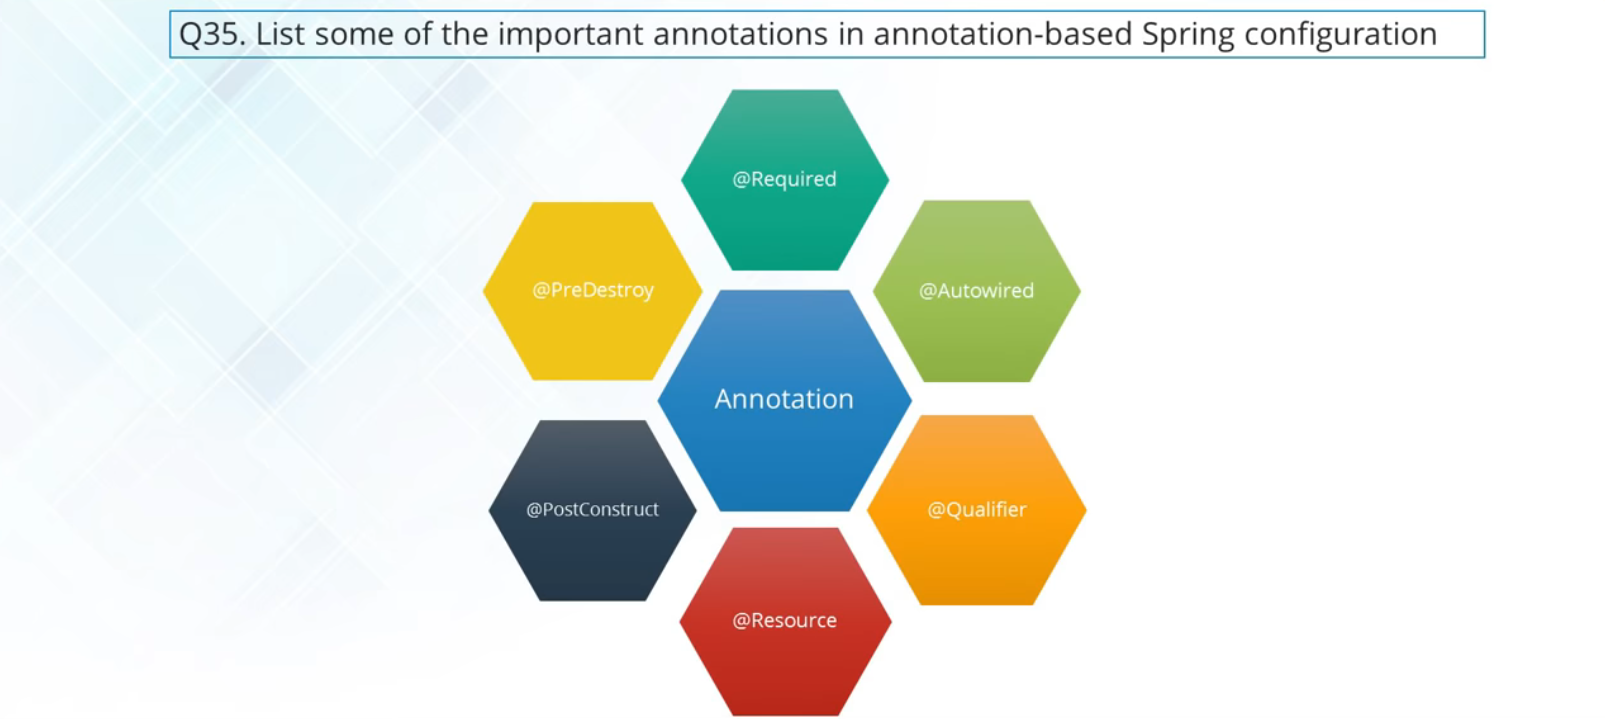 Q35. List some of the important annotations in annotation-based Spring configuration
@Required
@PreDestroy
@Autowired
Annotation
@PostConstruct
@Qualifier
@Resource